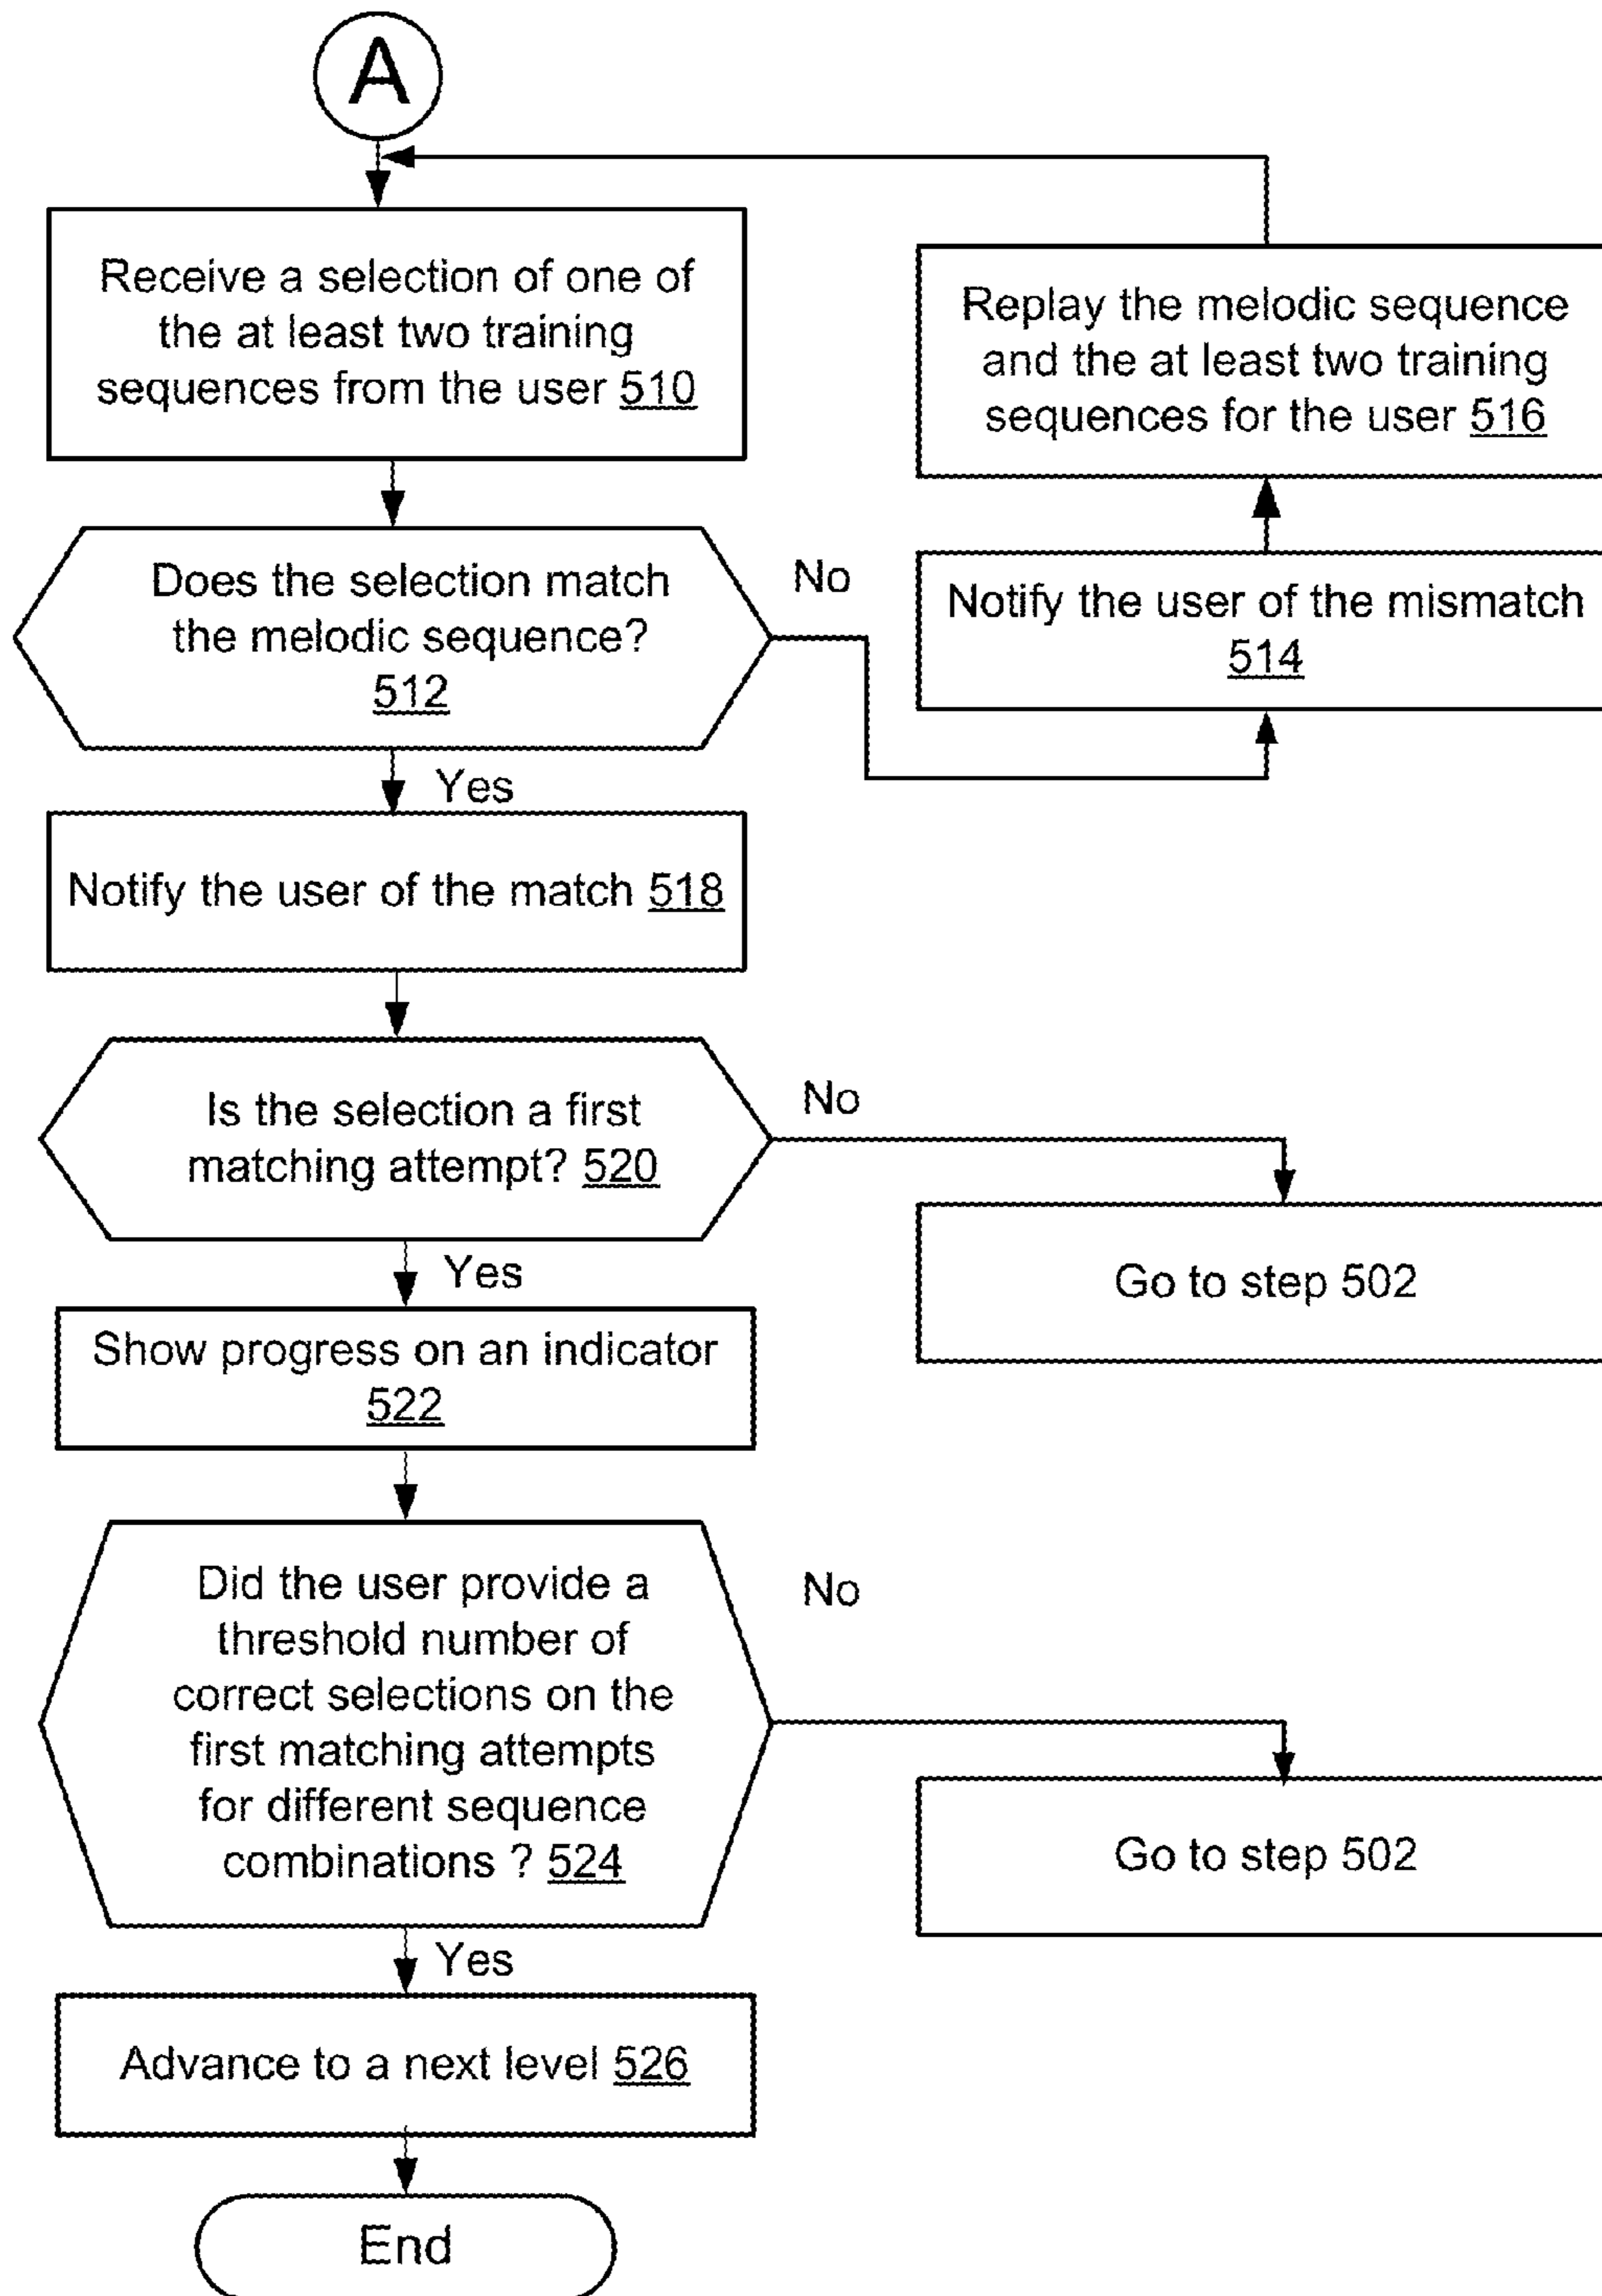 A
Receive a selection of one of
the at least two training
sequences from the user 510
Replay the melodic sequence
and the at least two training
sequences for the user 516
Does the selection match
the melodic sequence?
512
No
Notify the user of the mismatch
514
Yes
Notify the user of the match 518
Is the selection a first
matching attempt? 520
No
Go to step 502
Yes
Show progress on an indicator
522
Did the user provide a
threshold number of
correct selections on the
first matching attempts
for different sequence
combinations ? 524
No
Go to step 502
Yes
Advance to a next level 526
End